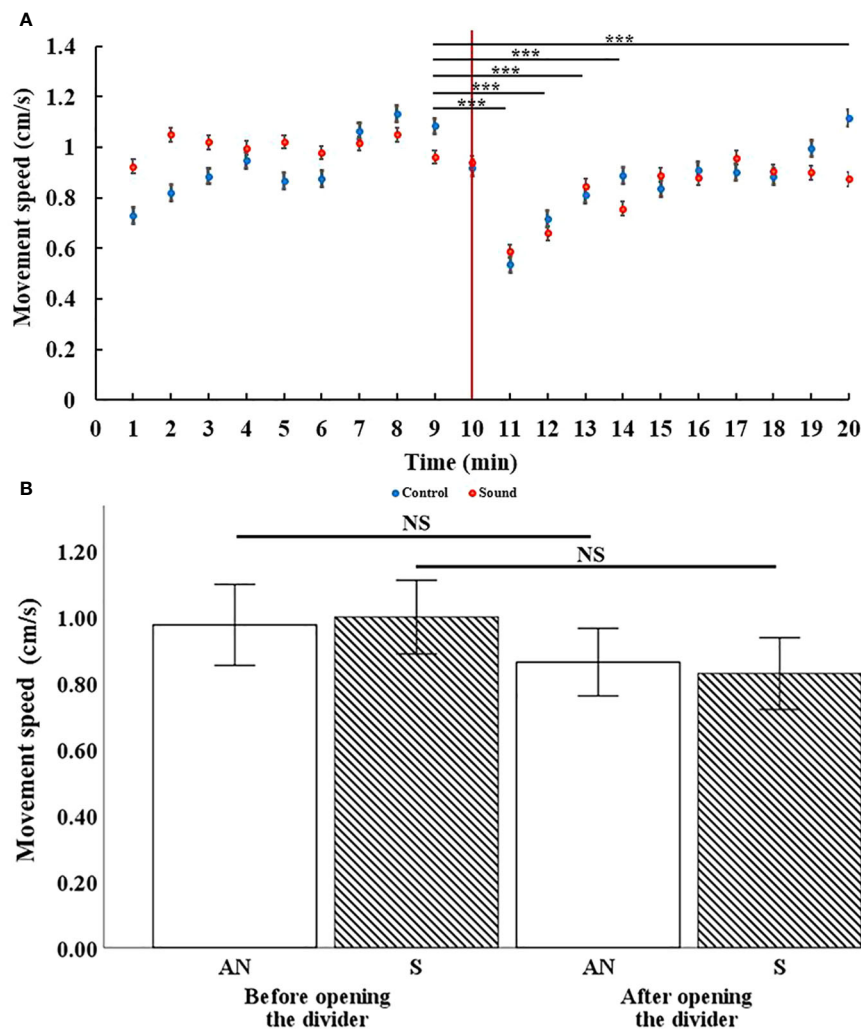 A
Movement speed (cm/s)
1.4
1.2
1
0.8
0.6
0.4
0.2
0
***
***
***
***
***
0 1 2 3 4 5 6 7 8 9 10 11 12 13 14 15 16 17 18 19 20
Time (min)
Control Sound
B
Movement speed (cm/s)
1.20
1.00
0.80
0.60
0.40
0.20
0.00
NS
NS
AN S AN S
Before opening After opening
the divider the divider